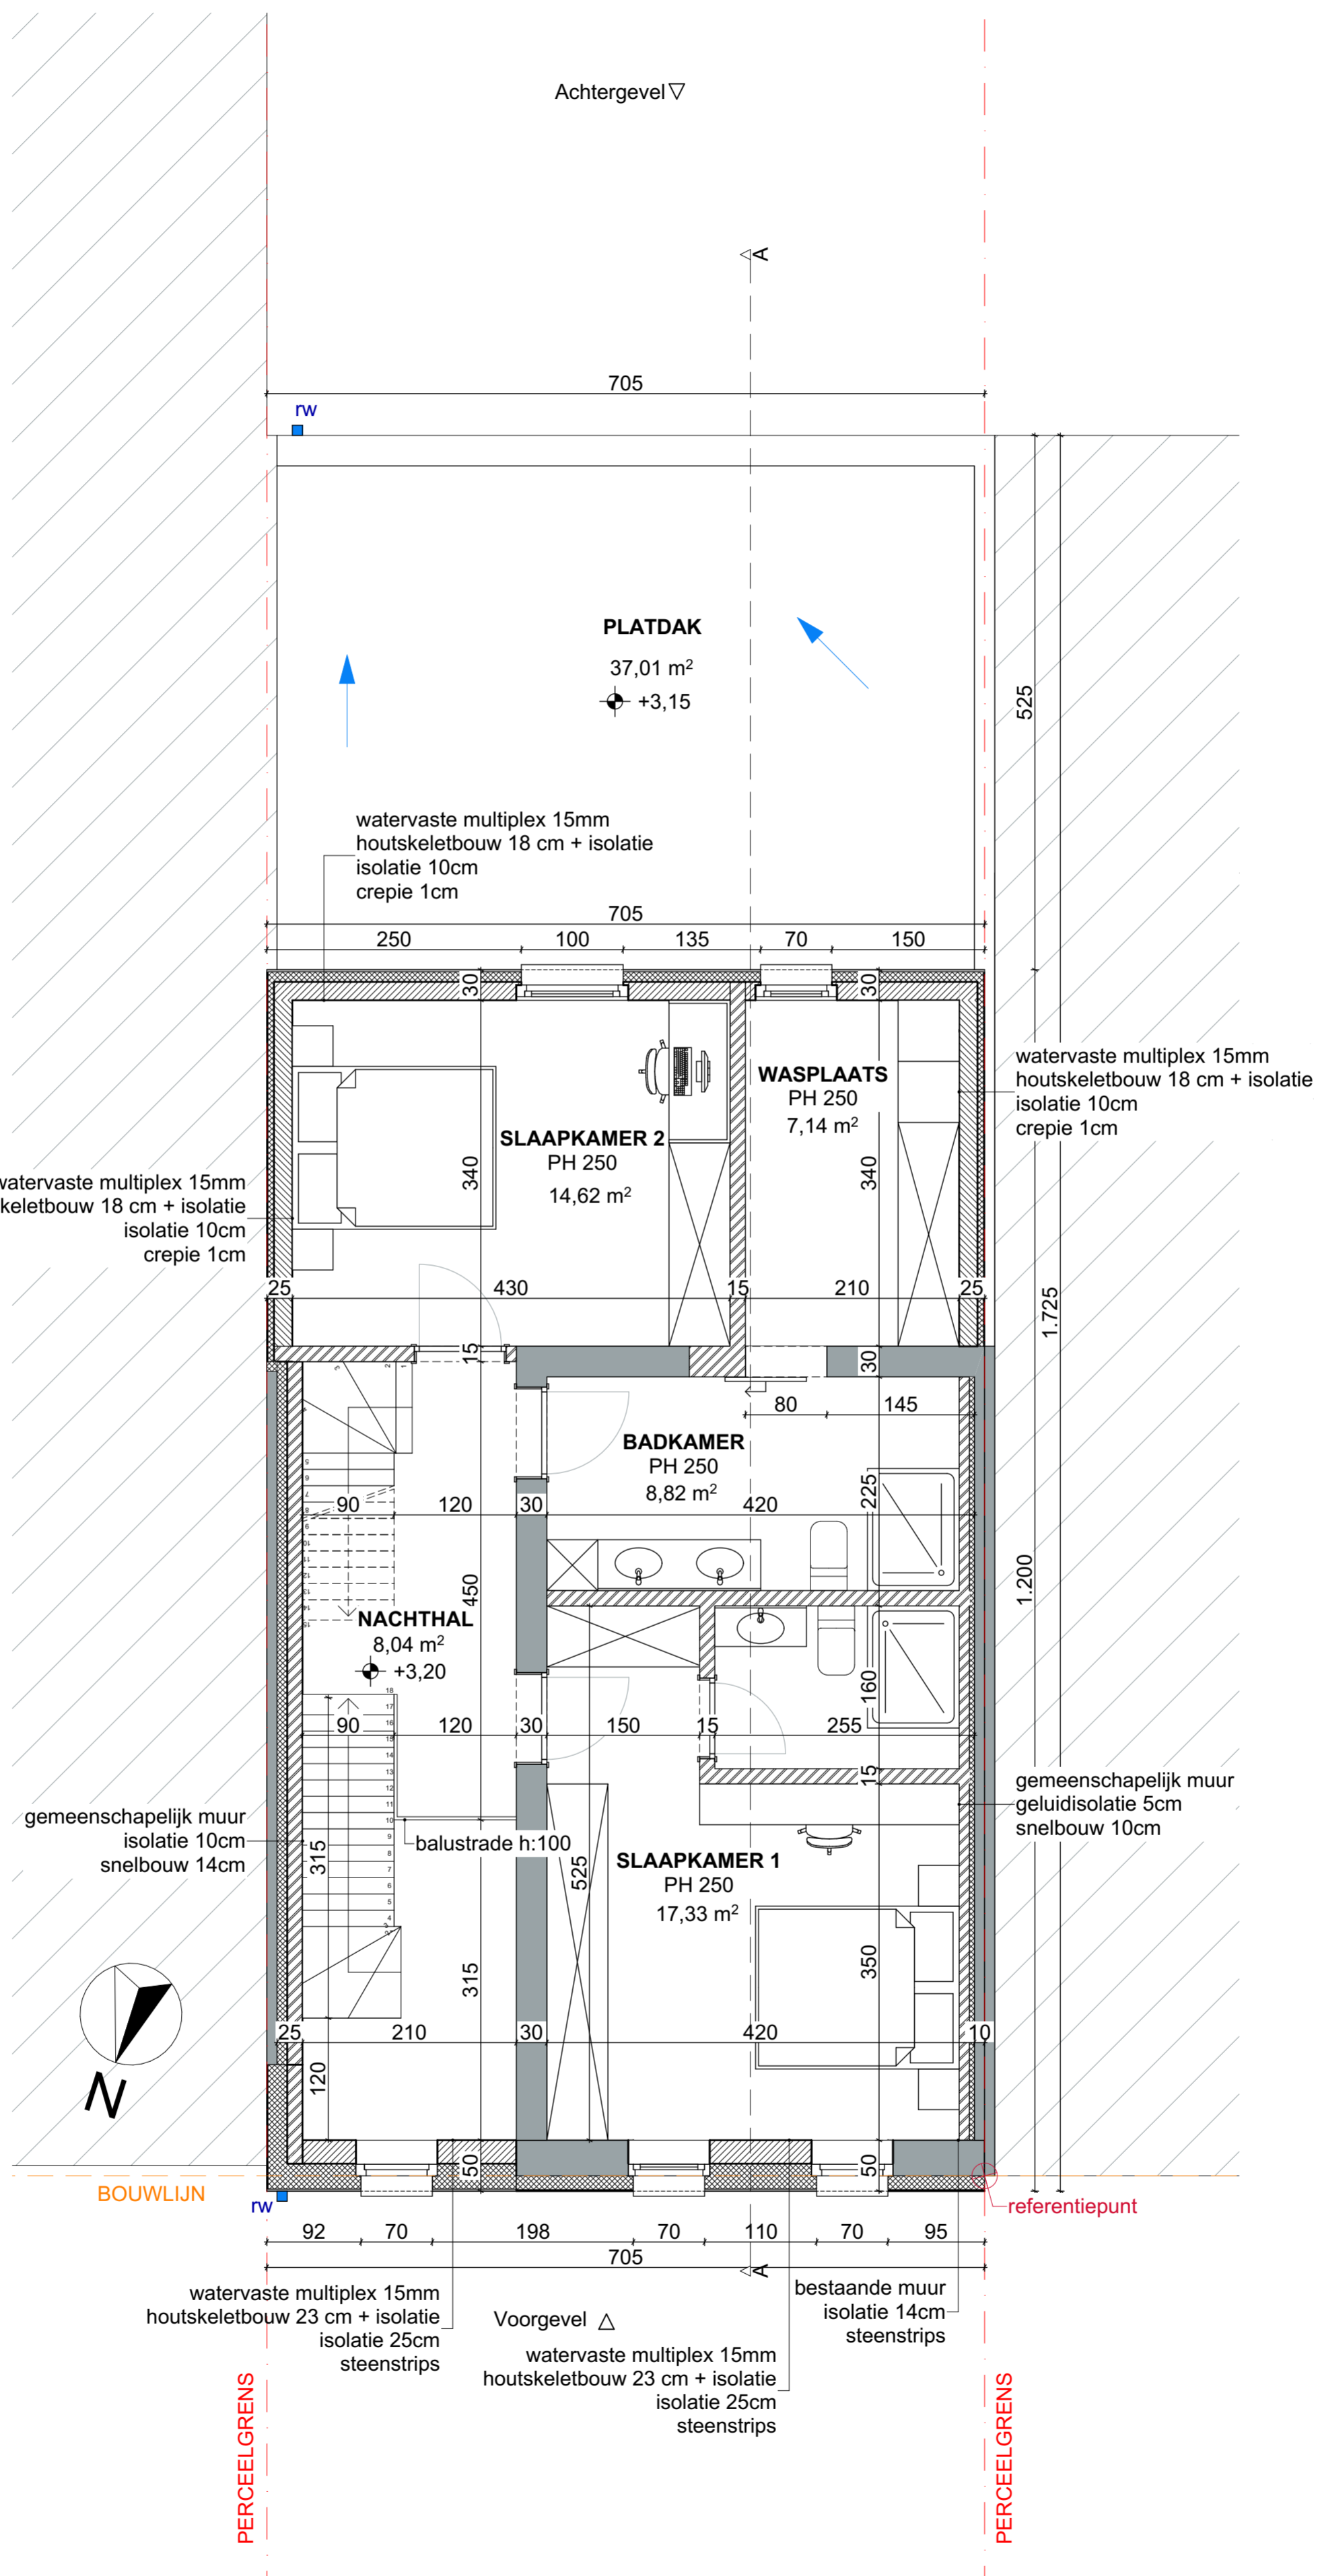 Achtergevel
A
705
rw
PLATDAK
37,01 m²
+3,15
525
1.725
watervaste multiplex 15mm
houtskeletbouw 18 cm + isolatie
isolatie 10cm
crepie 1cm
705
250 100 135 70 150
30 30
WASPLAATS
PH 250
7,14 m²
watervaste multiplex 15mm
houtskeletbouw 18 cm + isolatie
isolatie 10cm
crepie 1cm
SLAAPKAMER 2
PH 250
14,62 m²
340 340
watervaste multiplex 15mm
skeletbouw 18 cm + isolatie
isolatie 10cm
crepie 1cm
25 430 15 210 25
15 30
80 145
BADKAMER
PH 250
8,82 m²
225
90 120 30 420
1.200
450
NACHTHAL
8,04 m²
+3,20
160
90 120 30 150 15 255
15
gemeenschapelijk muur
geluidisolatie 5cm
snelbouw 10cm
gemeenschapelijk muur
isolatie 10cm
snelbouw 14cm
balustrade h:100
315
525
SLAAPKAMER 1
PH 250
17,33 m²
315
350
N
25 210 30 420 10
120
50 50
BOUWLIJN
rw
referentiepunt
92 70 198 70 110 70 95
705
A
watervaste multiplex 15mm
houtskeletbouw 23 cm + isolatie
isolatie 25cm
steenstrips
Voorgevel
bestaande muur
isolatie 14cm
steenstrips
watervaste multiplex 15mm
houtskeletbouw 23 cm + isolatie
isolatie 25cm
steenstrips
PERCEELGRENS
PERCEELGRENS